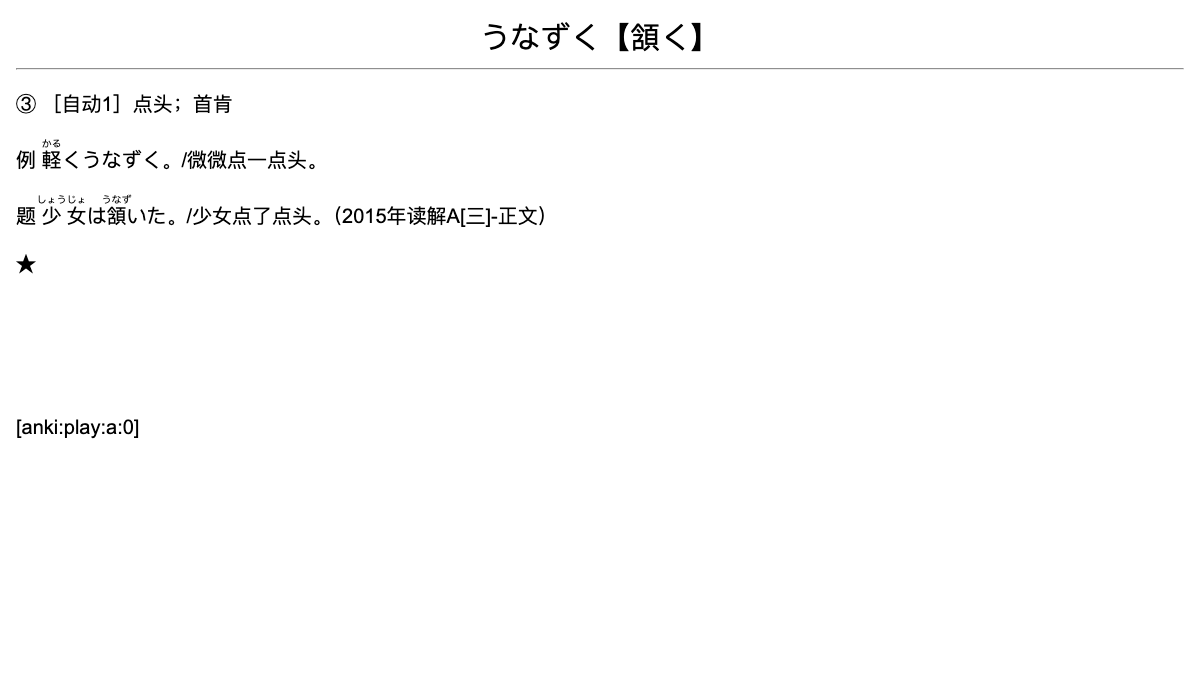 うなずく【頷く】
③ ［自动1］点头；首肯
例 軽くうなずく。/微微点一点头。
かる
题 少女は頷いた。/少女点了点头。（2015年读解A[三]-正文）
しょうじょ うなず
★
[anki:play:a:0]